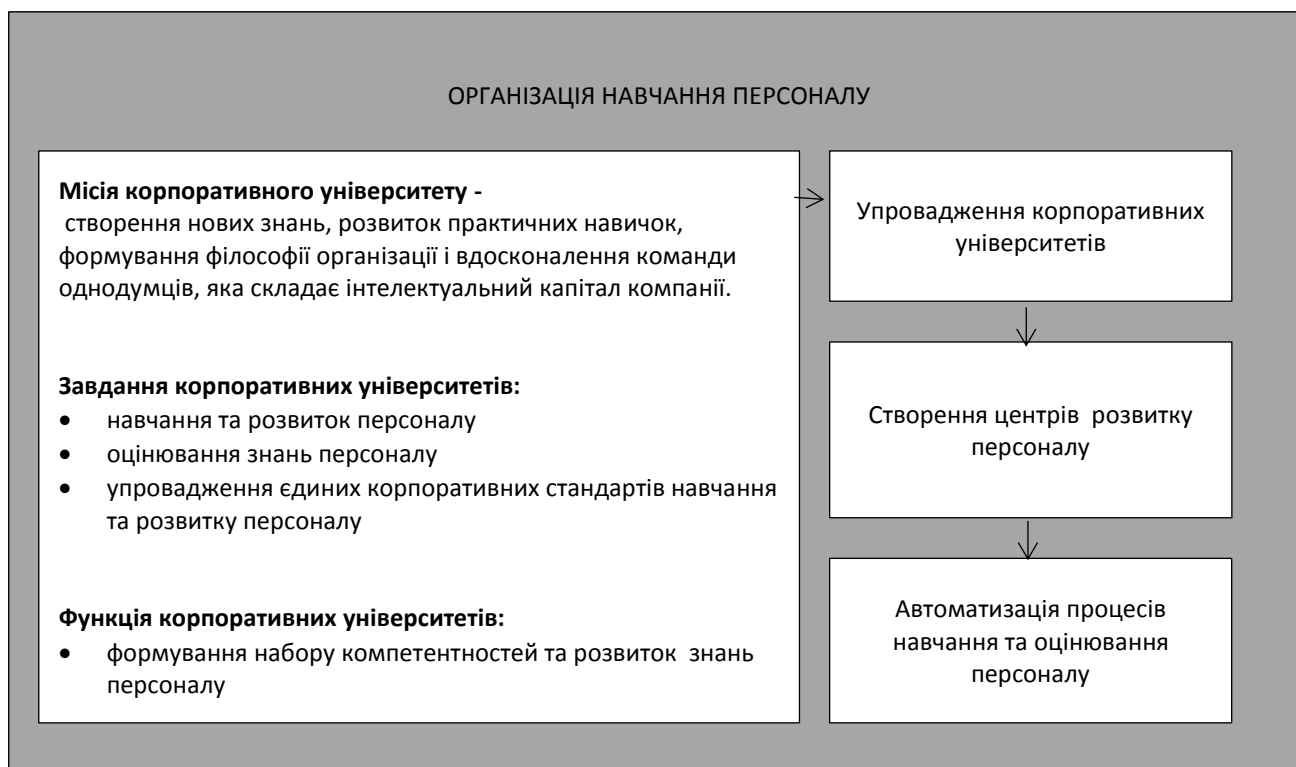 ОРГАНІЗАЦІЯ НАВЧАННЯ ПЕРСОНАЛУ
Місія корпоративного університету -
створення нових знань, розвиток практичних навичок,
формування філософії організації і вдосконалення команди
однодумців, яка складає інтелектуальний капітал компанії.
Завдання корпоративних університетів:
• навчання та розвиток персоналу
• оцінювання знань персоналу
• упровадження єдиних корпоративних стандартів навчання
та розвитку персоналу
Функція корпоративних університетів:
• формування набору компетентностей та розвиток знань
персоналу
Упровадження корпоративних
університетів
Створення центрів розвитку
персоналу
Автоматизація процесів
навчання та оцінювання
персоналу